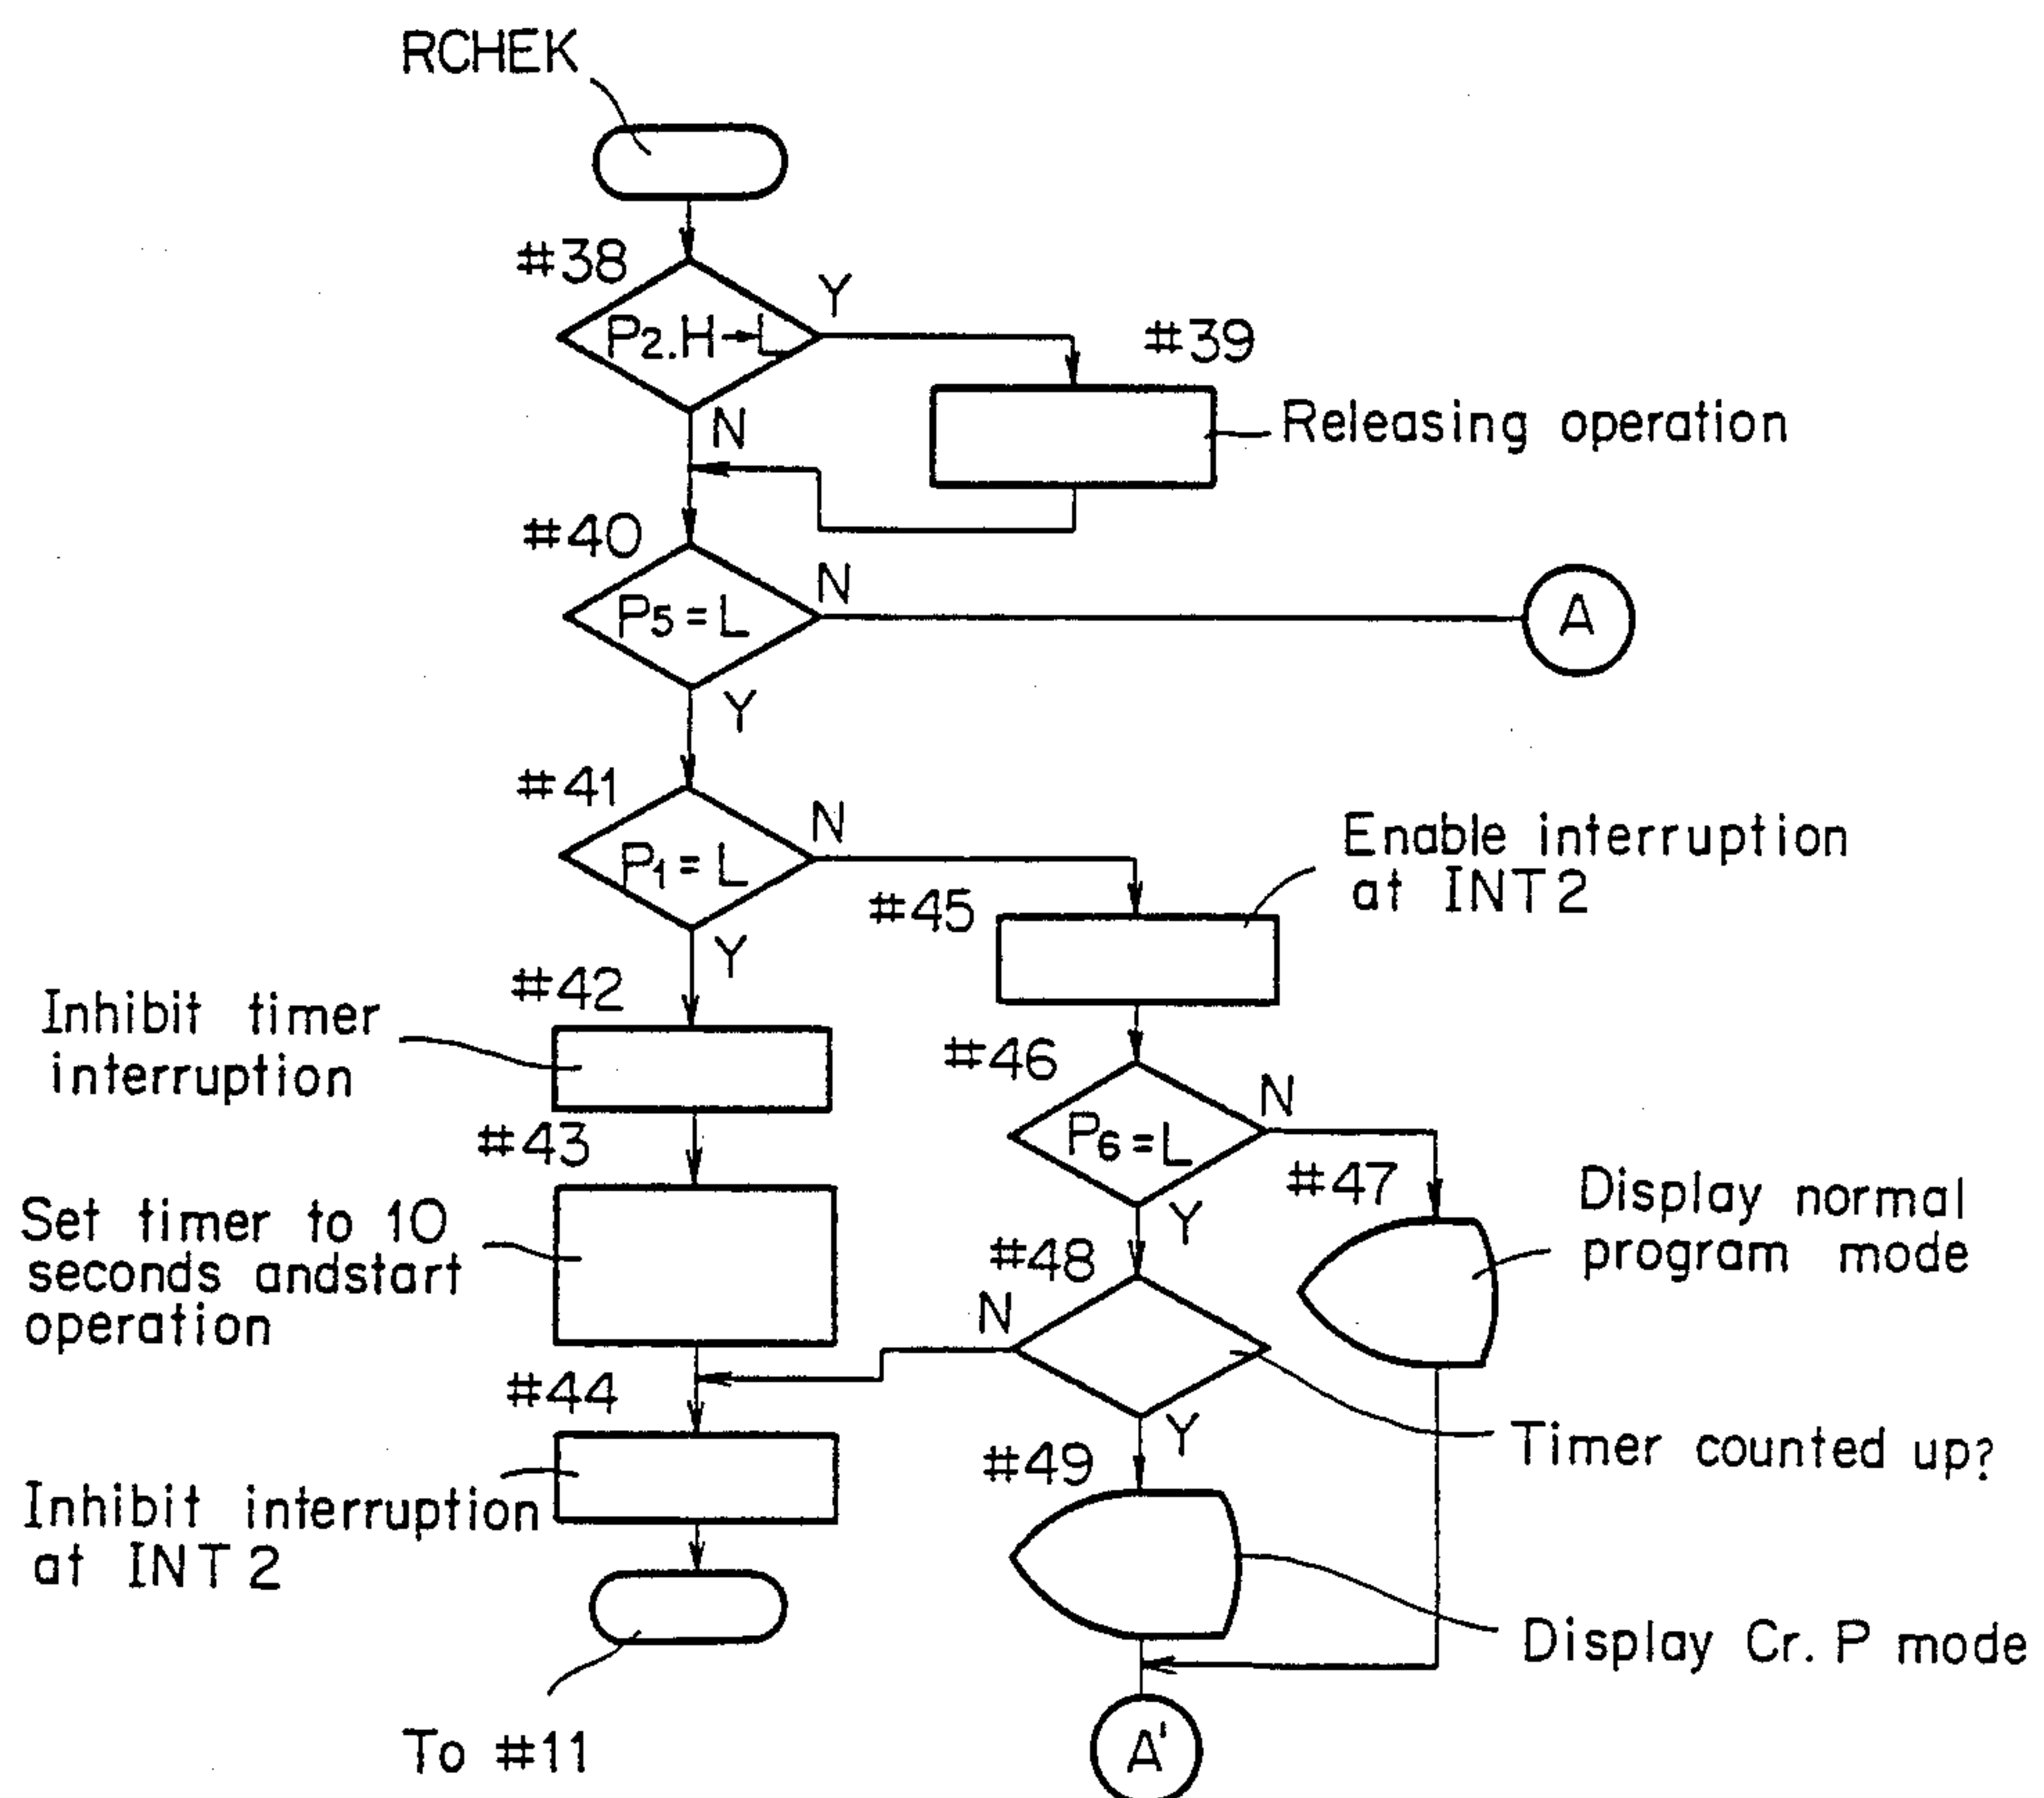 RCHEK
#38
P2.H→L
Y
#39
Releasing operation
N
#40
P5=L
N
A
Y
#41
P1=L
N
Enable interruption
at INT2
#45
Y
#42
Inhibit timer
interruption
#46
P6=L
N
#43
#47
Display normal
program mode
Set timer to 10
seconds andstart
operation
Y
#48
N
#44
Timer counted up?
Y
#49
Inhibit interruption
at INT2
Display Cr. P mode
To #11
A'